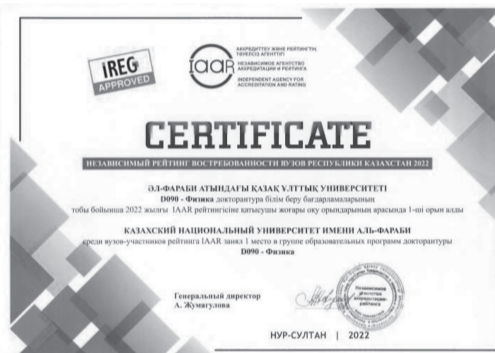 IREG
APPROVED
IAAR
АККРЕДИТТЕУ ЖӘНЕ РЕЙТИНГТІҢ
ТӘУЕЛСІЗ АГЕНТТІГІ
НЕЗАВИСИМОЕ АГЕНТСТВО
АККРЕДИТАЦИИ И РЕЙТИНГА
INDEPENDENT AGENCY FOR
ACCREDITATION AND RATING
CERTIFICATE
НЕЗАВИСИМЫЙ РЕЙТИНГ ВОСТРЕБОВАННОСТИ ВУЗОВ РЕСПУБЛИКИ КАЗАХСТАН 2022
ӘЛ-ФАРАБИ АТЫНДАҒЫ ҚАЗАҚ ҰЛТТЫҚ УНИВЕРСИТЕТІ
D090 - Физика докторантура білім беру бағдарламаларының
тобы бойынша 2022 жылғы IAAR рейтингісіне қатысушы жоғары оқу орындарының арасында 1-ші орын алды
КАЗАХСКИЙ НАЦИОНАЛЬНЫЙ УНИВЕРСИТЕТ ИМЕНИ АЛЬ-ФАРАБИ
среди вузов-участников рейтинга IAAR занял 1 место в группе образовательных программ докторантуры
D090 - Физика
Генеральный директор
А. Жумагулова
Независимое
агентство
аккредитации
рейтинга
НУР-СУЛТАН | 2022